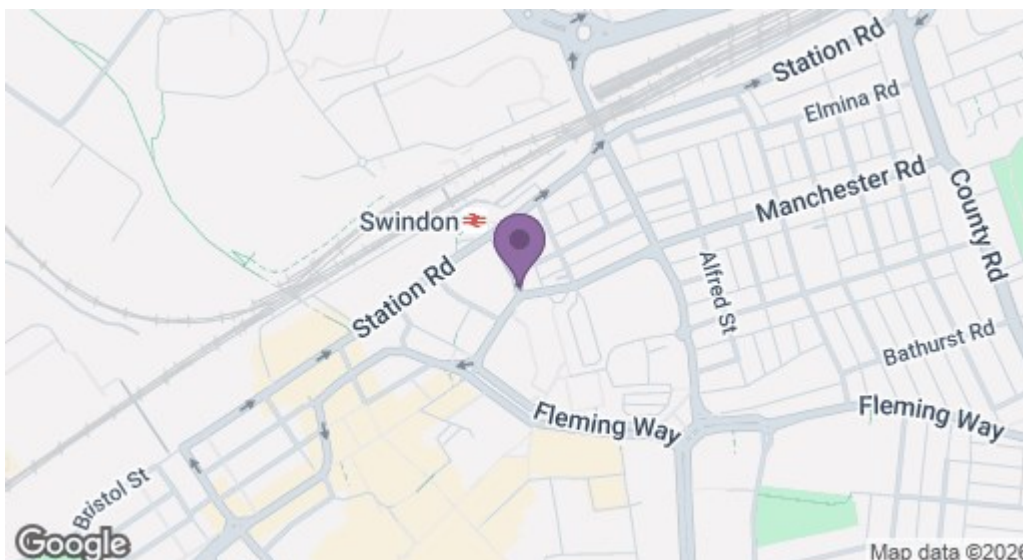 Station Rd
Elmina Rd
Manchester Rd
County Rd
Swindon
Station Rd
Alfred St
Bathurst Rd
Fleming Way
Fleming Way
Bristol St
Google
Map data ©202